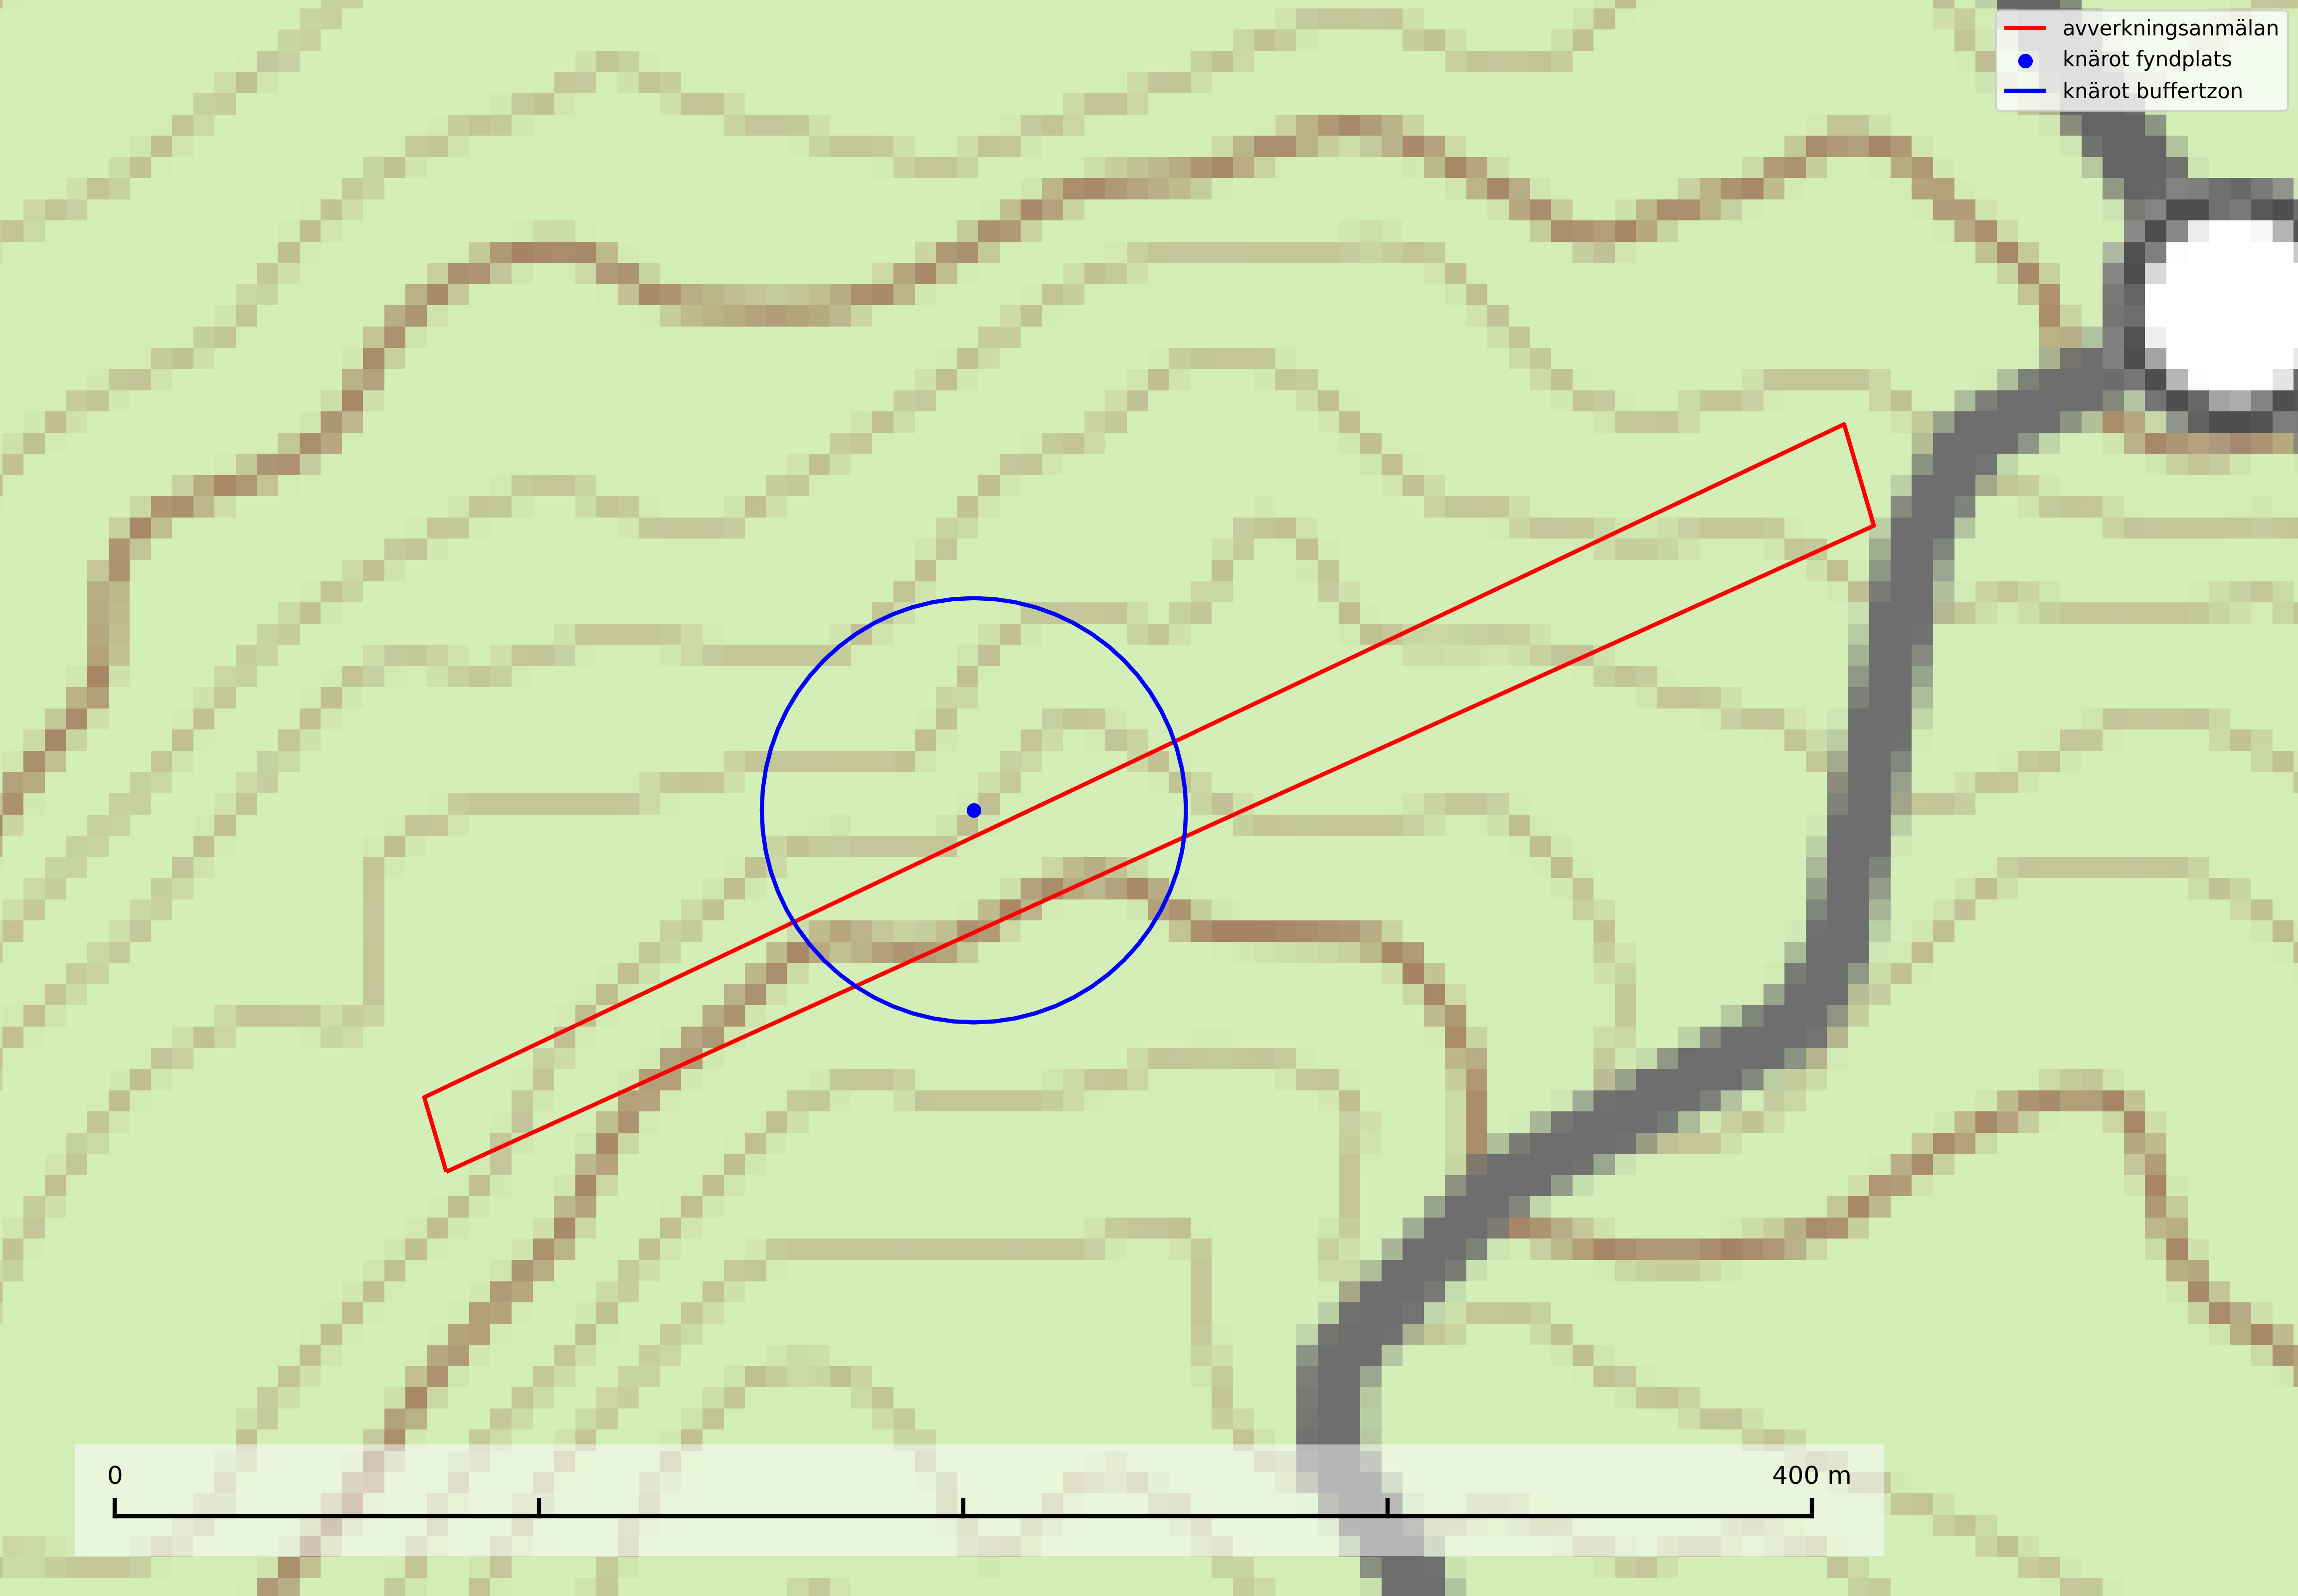 avverkningsanmälan
knärot fyndplats
knärot buffertzon
0
400 m